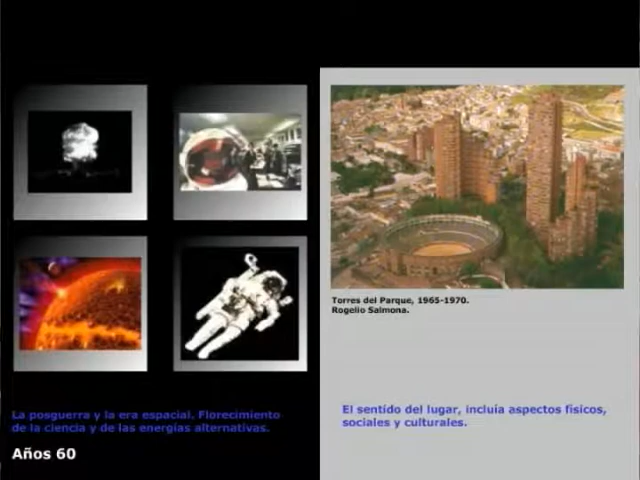 La posguerra y la era espacial. Florecimiento
de la ciencia y de las energías alternativas.
Años 60
Torres del Parque, 1965-1970.
Rogelio Salmona.
El sentido del lugar, incluía aspectos físicos,
sociales y culturales.